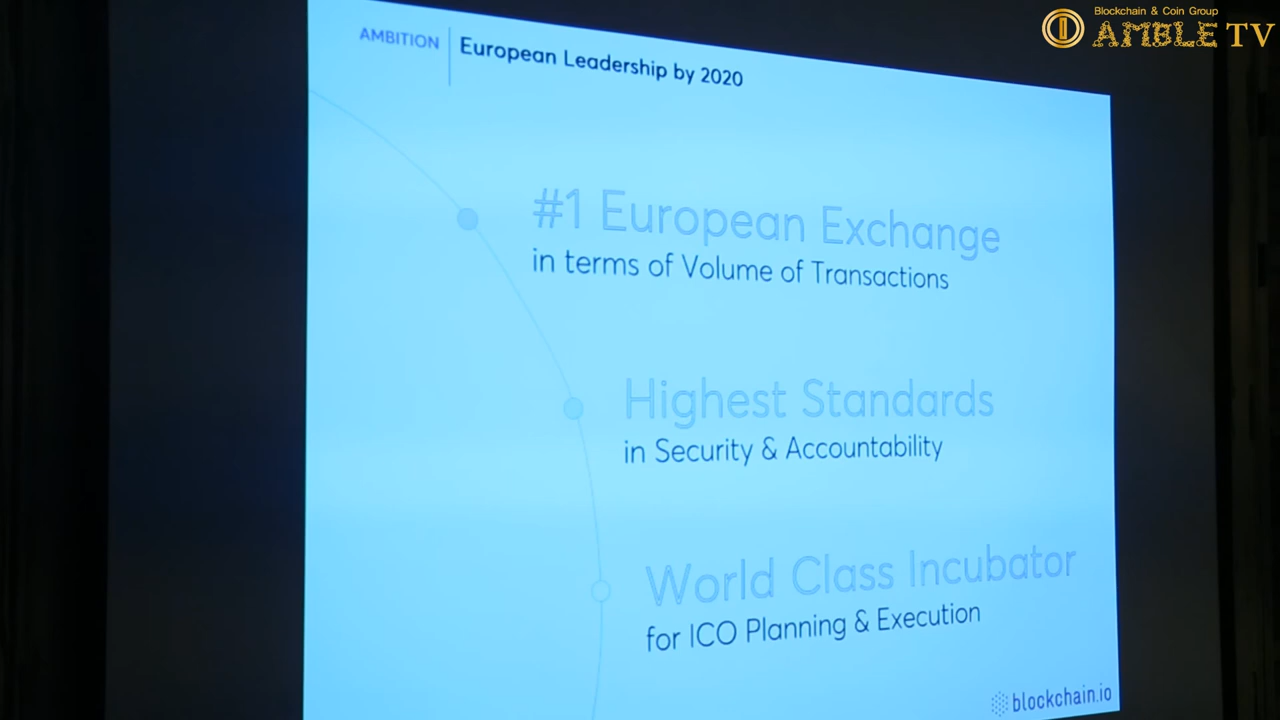 Blockchain & Coin Group
AMBLE TV
AMBITION
European Leadership by 2020
#1 European Exchange
in terms of Volume of Transactions
Highest Standards
in Security & Accountability
World Class Incubator
for ICO Planning & Execution
blockchain.io